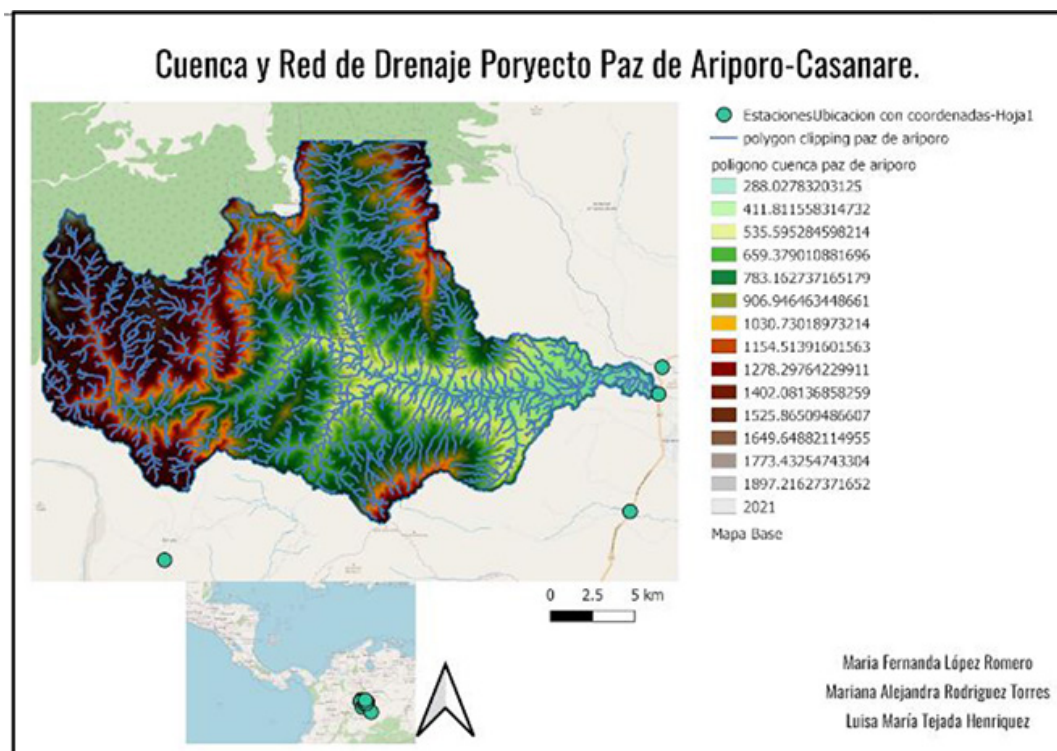 Cuenca y Red de Drenaje Poryecto Paz de Ariporo-Casanare.
EstacionesUbicacion con coordenadas-Hoja1
polygon clipping paz de ariporo
poligono cuenca paz de ariporo
288.02783203125
411.811558314732
535.595284598214
659.379010881696
783.162737165179
906.946463448661
1030.73018973214
1154.51391601563
1278.29764229911
1402.08136858259
1525.86509486607
1649.64882114955
1773.43254743304
1897.21627371652
2021
Mapa Base
0 2.5 5 km
Maria Fernanda López Romero
Mariana Alejandra Rodriguez Torres
Luisa María Tejada Henriquez